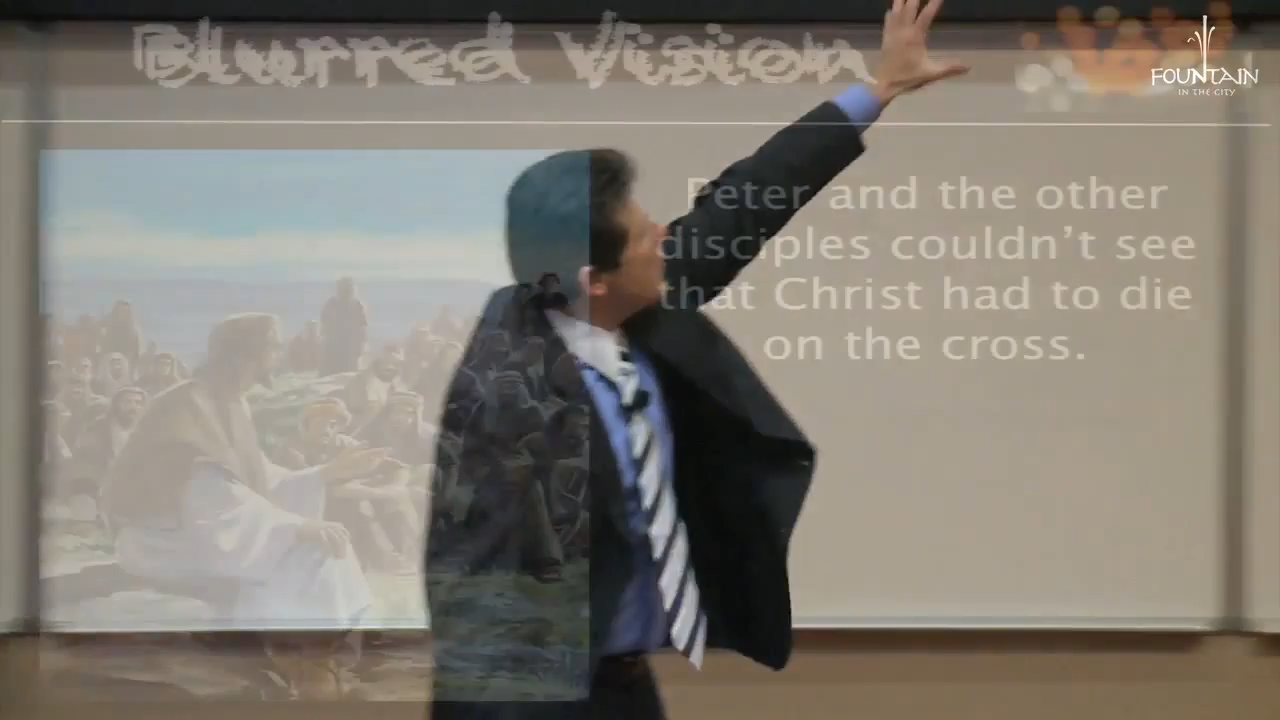 Blurred Vision
FOUNTAIN
IN THE CITY
Peter and the other
disciples couldn't see
that Christ had to die
on the cross.